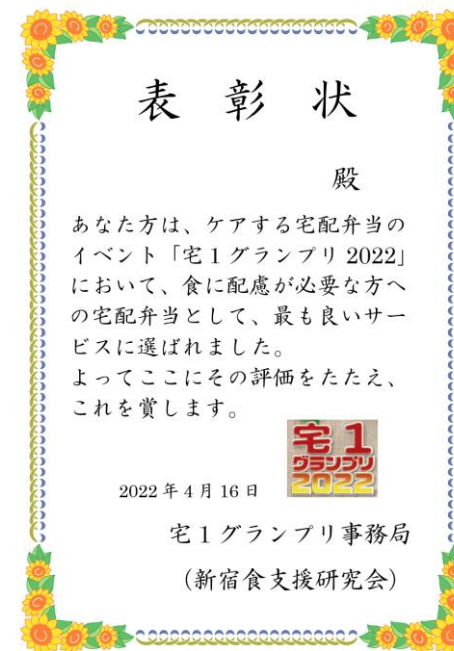 表 彰 状
殿
あなた方は、ケアする宅配弁当の
イベント「宅1グランプリ 2022」
において、食に配慮が必要な方へ
の宅配弁当として、最も良いサー
ビスに選ばれました。
よってここにその評価をたたえ、
これを賞します。
宅1
グランプリ
2022
2022年4月16日
宅1グランプリ事務局
(新宿食支援研究会)